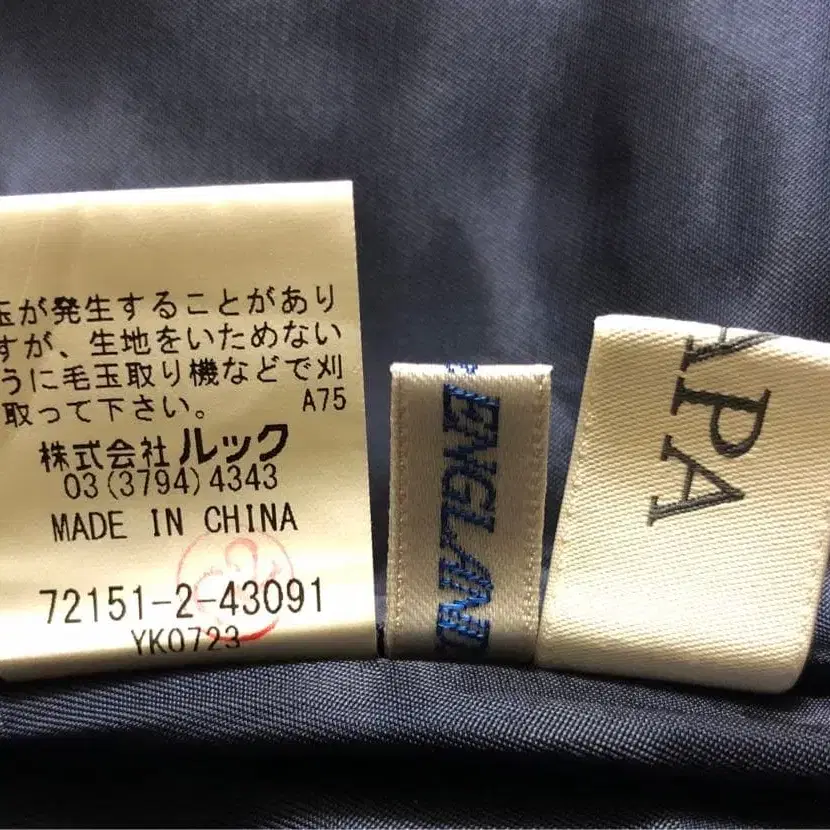 玉が発生することがあり
すが、生地をいためない
うに毛玉取り機などで刈
取って下さい。 A75
株式会社ルック
03(3794)4343
MADE IN CHINA
72151-2-43091
YK0723
ENGLAND
APA